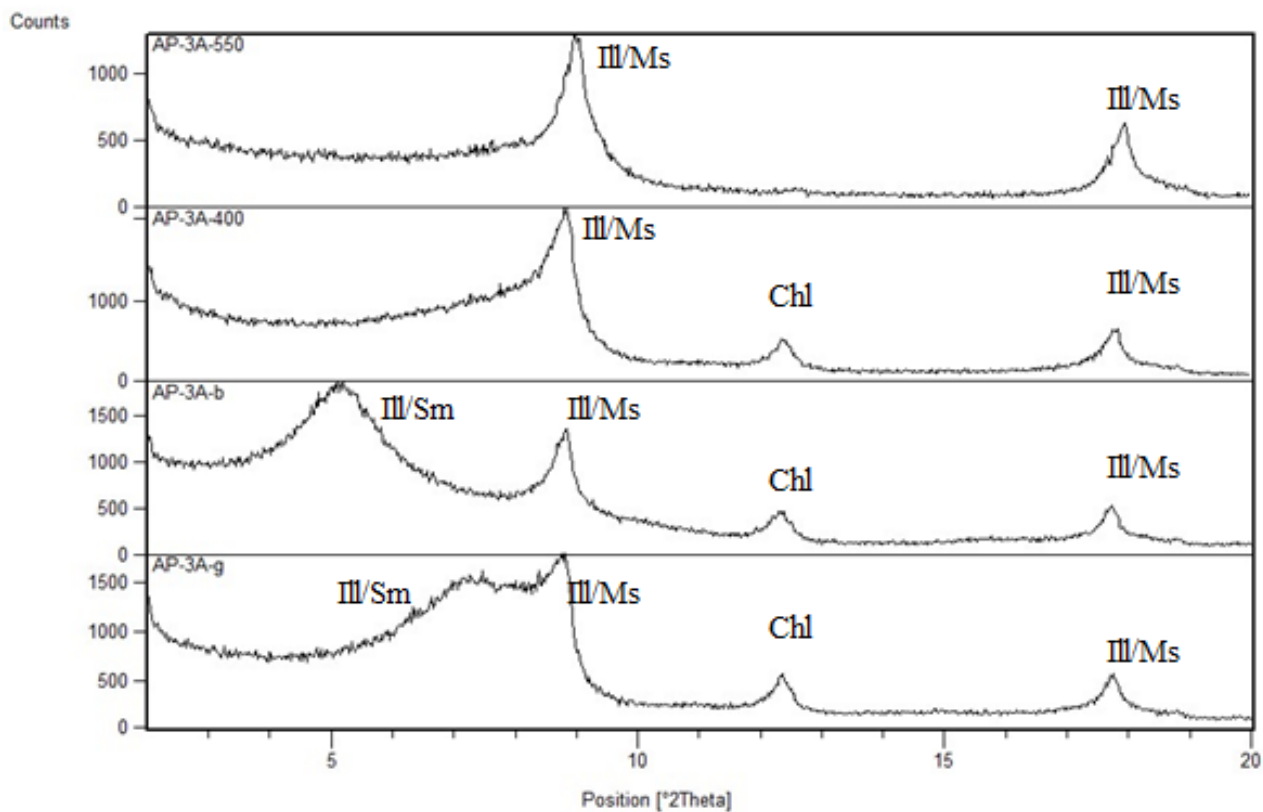 Counts
AP-3A-550
Ill/Ms
Ill/Ms
1000
500
0
AP-3A-400
Ill/Ms
Ill/Ms
Chl
1000
0
AP-3A-b
Ill/Sm
Ill/Ms
Chl
Ill/Ms
1500
1000
500
0
AP-3A-g
Ill/Sm
Ill/Ms
Chl
Ill/Ms
1500
1000
500
0
5 10 15 20
Position [°2Theta]